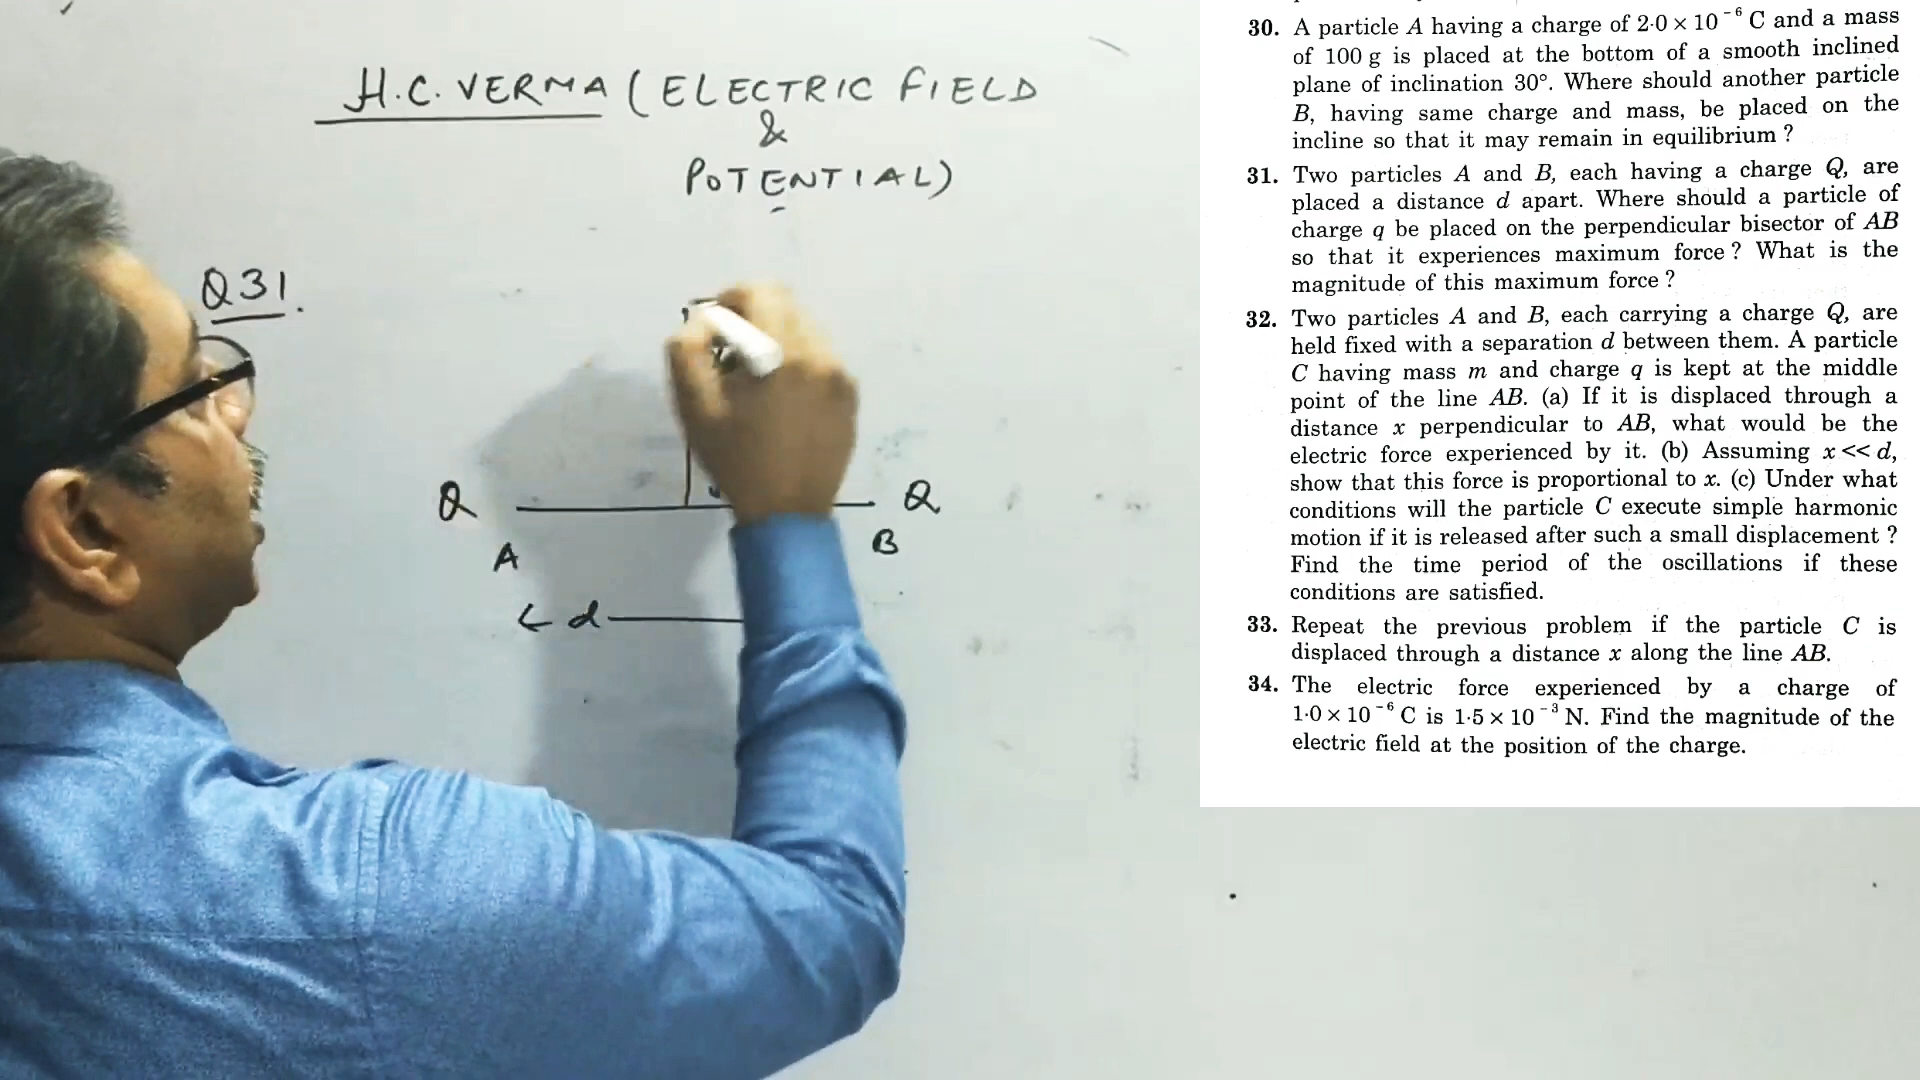 H.C. VERMA (ELECTRIC FIELD
&
POTENTIAL)
Q31.
Q
Q
A
B
d
30. A particle A having a charge of 2·0 × 10⁻⁶ C and a mass
of 100 g is placed at the bottom of a smooth inclined
plane of inclination 30°. Where should another particle
B, having same charge and mass, be placed on the
incline so that it may remain in equilibrium ?
31. Two particles A and B, each having a charge Q, are
placed a distance d apart. Where should a particle of
charge q be placed on the perpendicular bisector of AB
so that it experiences maximum force ? What is the
magnitude of this maximum force ?
32. Two particles A and B, each carrying a charge Q, are
held fixed with a separation d between them. A particle
C having mass m and charge q is kept at the middle
point of the line AB. (a) If it is displaced through a
distance x perpendicular to AB, what would be the
electric force experienced by it. (b) Assuming x << d,
show that this force is proportional to x. (c) Under what
conditions will the particle C execute simple harmonic
motion if it is released after such a small displacement ?
Find the time period of the oscillations if these
conditions are satisfied.
33. Repeat the previous problem if the particle C is
displaced through a distance x along the line AB.
34. The electric force experienced by a charge of
1·0 × 10⁻⁶ C is 1·5 × 10⁻³ N. Find the magnitude of the
electric field at the position of the charge.